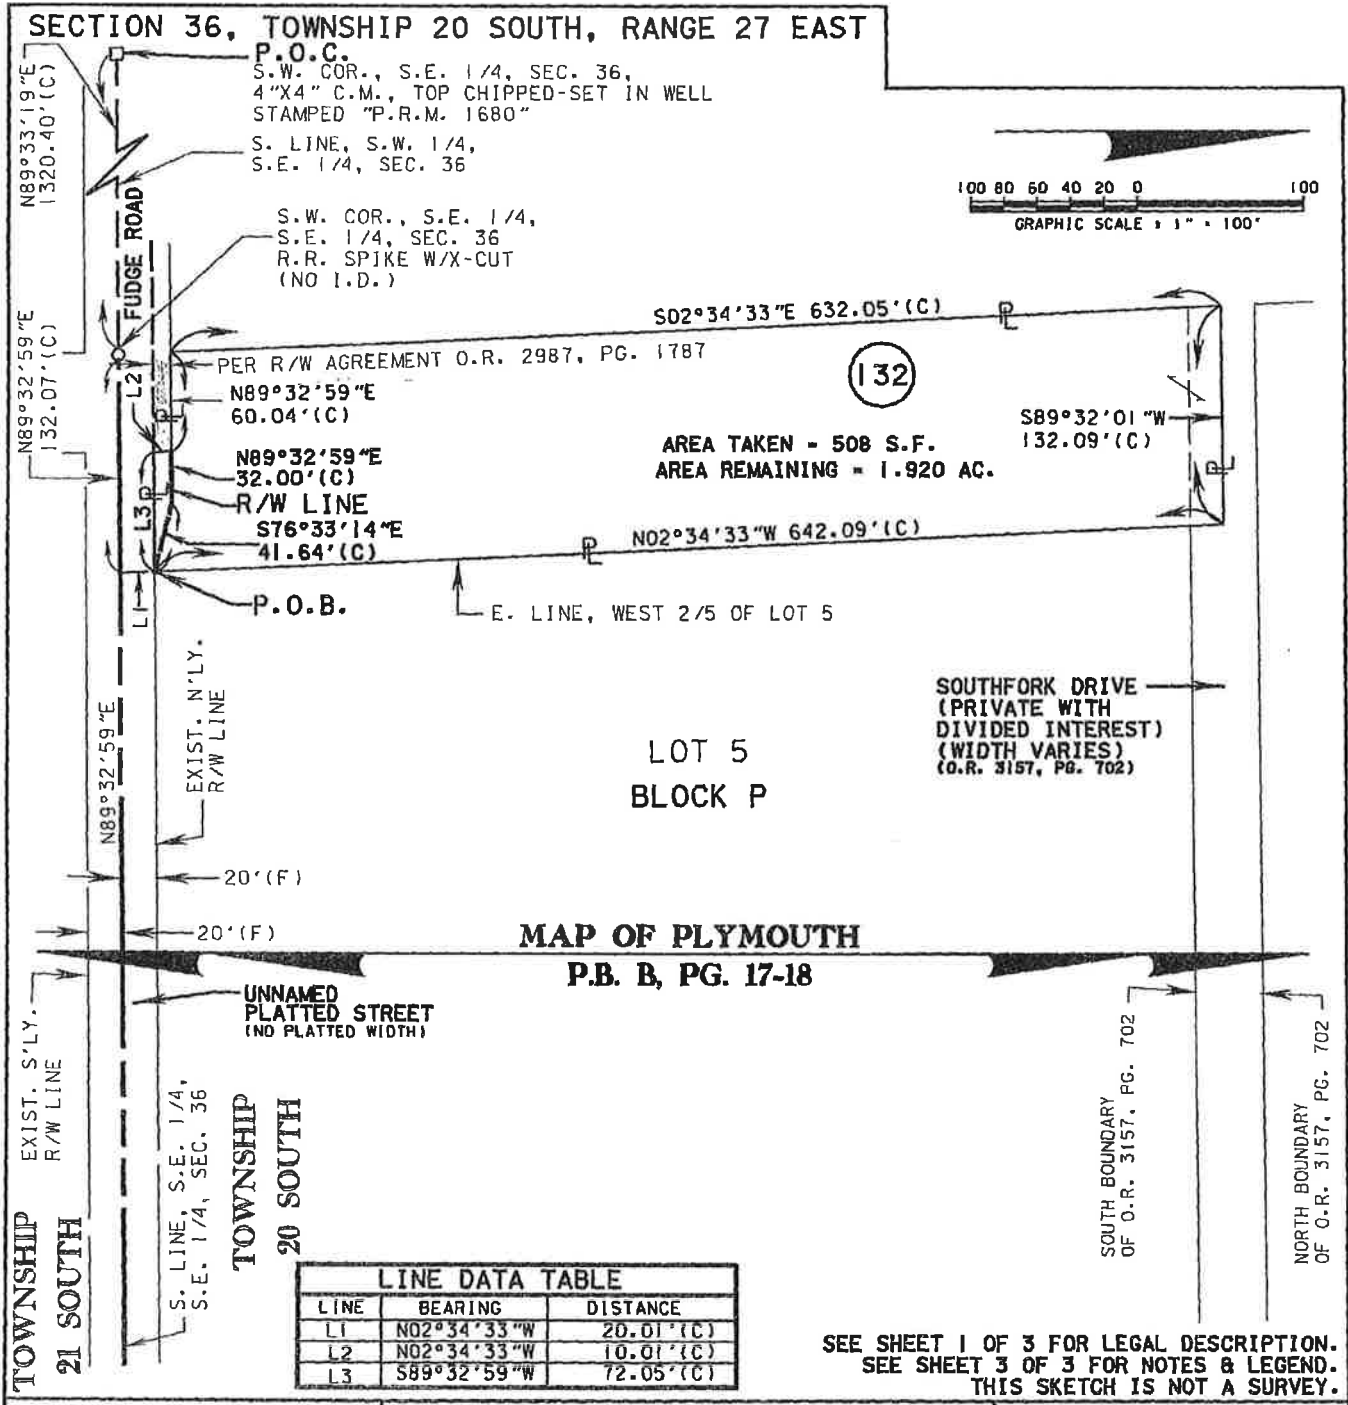 SECTION 36, TOWNSHIP 20 SOUTH, RANGE 27 EAST
P.O.C.
S.W. COR., S.E. 1/4, SEC. 36,
4"X4" C.M., TOP CHIPPED-SET IN WELL
STAMPED "P.R.M. 1680"
N89°33'19"E
1320.40'(C)
S. LINE, S.W. 1/4,
S.E. 1/4, SEC. 36
100 80 60 40 20 0 100
GRAPHIC SCALE : 1" = 100'
FUDGE ROAD
S.W. COR., S.E. 1/4,
S.E. 1/4, SEC. 36
R.R. SPIKE W/X-CUT
(NO I.D.)
S02°34'33"E 632.05'(C)
PL
N89°32'59"E
132.07'(C)
PER R/W AGREEMENT O.R. 2987, PG. 1787
L2
N89°32'59"E
60.04'(C)
PL
132
S89°32'01"W
132.09'(C)
AREA TAKEN = 508 S.F.
AREA REMAINING = 1.920 AC.
N89°32'59"E
32.00'(C)
PL
PL
L3
R/W LINE
S76°33'14"E
41.64'(C)
N02°34'33"W 642.09'(C)
PL
L1
P.O.B.
E. LINE, WEST 2/5 OF LOT 5
EXIST. N'LY.
R/W LINE
N89°32'59"E
SOUTHFORK DRIVE
(PRIVATE WITH
DIVIDED INTEREST)
(WIDTH VARIES)
(O.R. 3157, PG. 702)
LOT 5
BLOCK P
20'(F)
20'(F)
MAP OF PLYMOUTH
P.B. B, PG. 17-18
UNNAMED
PLATTED STREET
(NO PLATTED WIDTH)
EXIST. S'LY.
R/W LINE
S. LINE, S.E. 1/4,
S.E. 1/4, SEC. 36
TOWNSHIP
20 SOUTH
TOWNSHIP
21 SOUTH
SOUTH BOUNDARY
OF O.R. 3157, PG. 702
NORTH BOUNDARY
OF O.R. 3157, PG. 702
LINE DATA TABLE
LINE BEARING DISTANCE
L1 N02°34'33"W 20.01'(C)
L2 N02°34'33"W 10.01'(C)
L3 S89°32'59"W 72.05'(C)
SEE SHEET 1 OF 3 FOR LEGAL DESCRIPTION.
SEE SHEET 3 OF 3 FOR NOTES & LEGEND.
THIS SKETCH IS NOT A SURVEY.